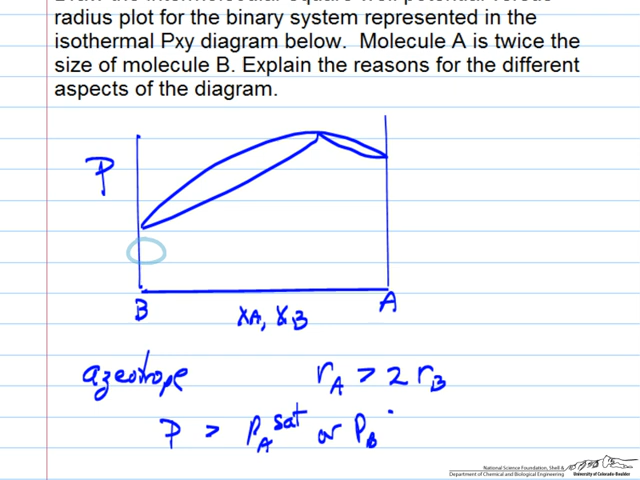 Draw the intermolecular square well potential versus
radius plot for the binary system represented in the
isothermal Pxy diagram below. Molecule A is twice the
size of molecule B. Explain the reasons for the different
aspects of the diagram.
P
B
A
xA, xB
azeotrope
rA > 2 rB
P > PA sat or PB
National Science Foundation, Shell &
Department of Chemical and Biological Engineering
University of Colorado Boulder